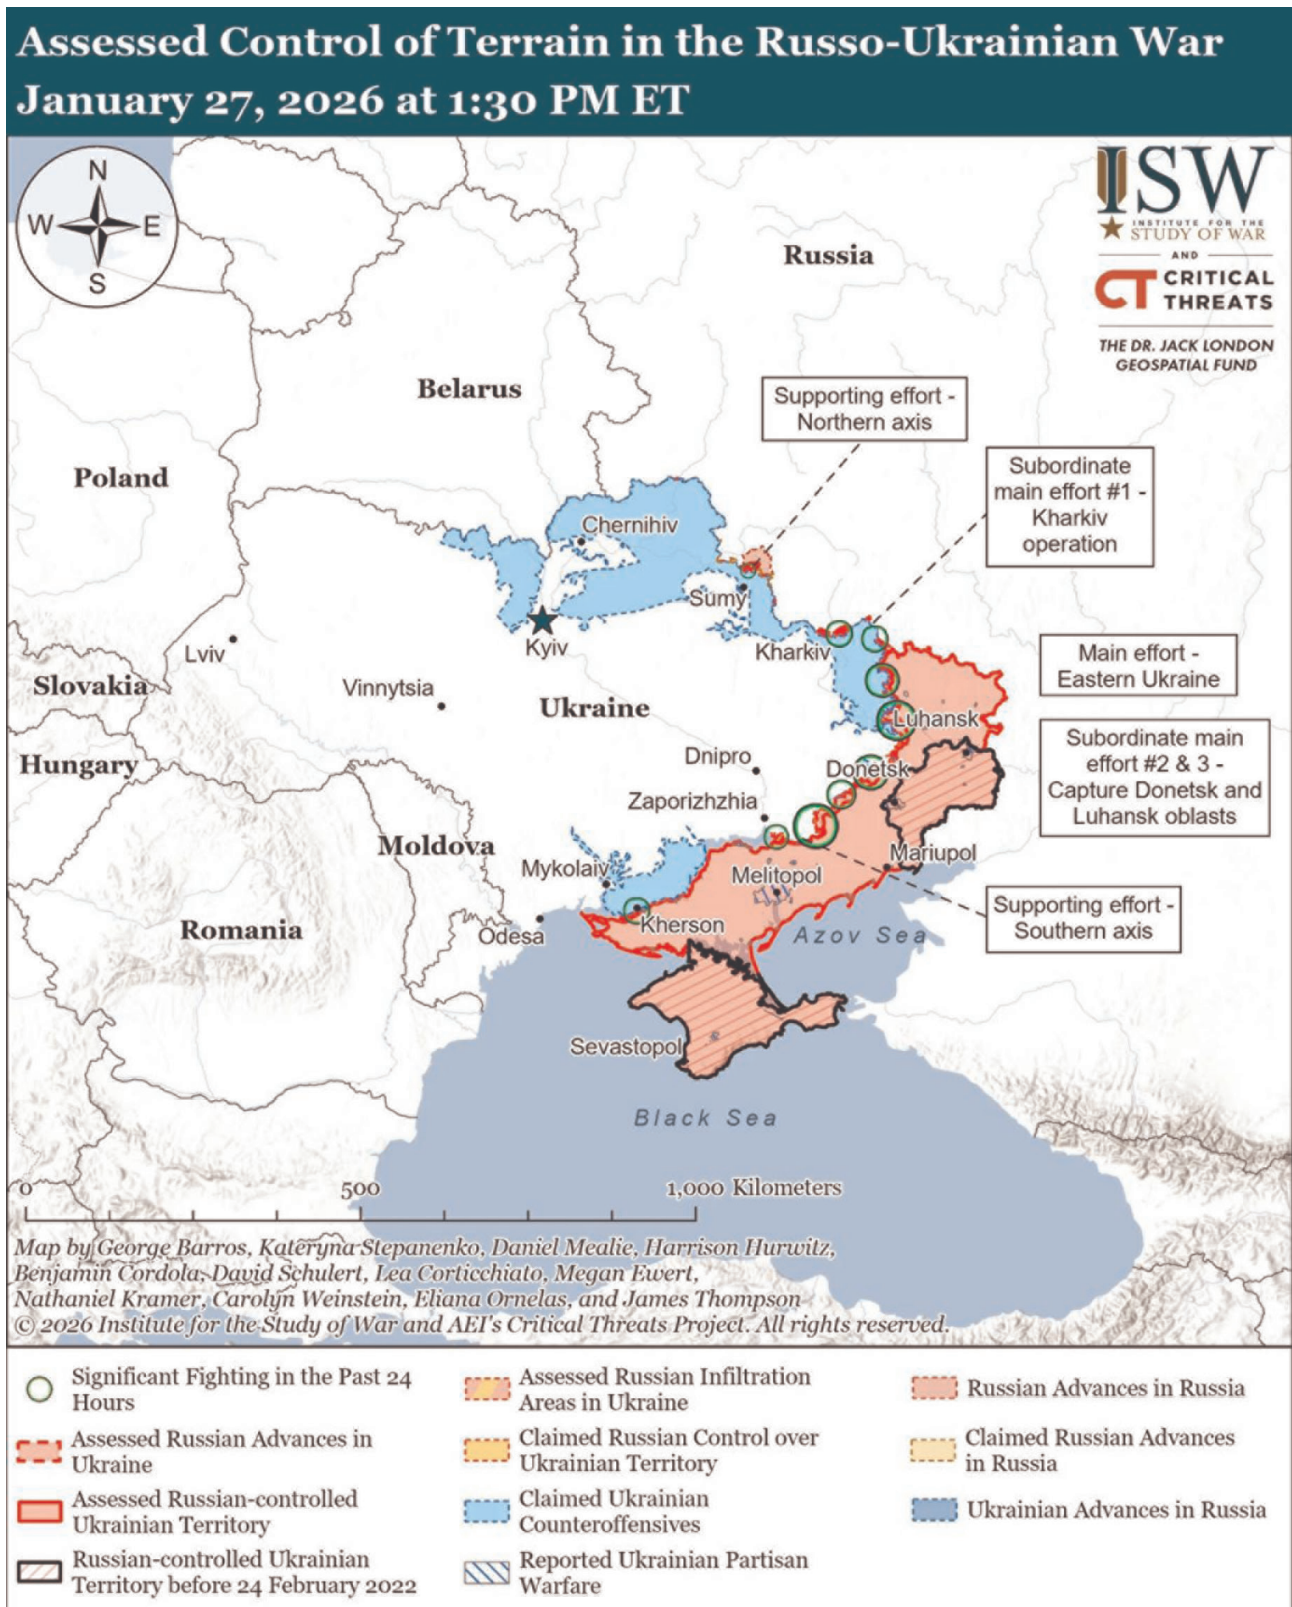 Assessed Control of Terrain in the Russo-Ukrainian War
January 27, 2026 at 1:30 PM ET
N
W
E
S
ISW
INSTITUTE FOR THE
STUDY OF WAR
AND
CT CRITICAL
THREATS
THE DR. JACK LONDON
GEOSPATIAL FUND
Russia
Belarus
Poland
Supporting effort -
Northern axis
Subordinate
main effort #1 -
Kharkiv
operation
Chernihiv
Sumy
Kyiv
Kharkiv
Lviv
Main effort -
Eastern Ukraine
Slovakia
Vinnytsia
Ukraine
Luhansk
Subordinate main
effort #2 & 3 -
Capture Donetsk and
Luhansk oblasts
Hungary
Dnipro
Donetsk
Zaporizhzhia
Moldova
Mariupol
Mykolaiv
Melitopol
Supporting effort -
Southern axis
Romania
Kherson
Odesa
Azov Sea
Sevastopol
Black Sea
0
500
1,000 Kilometers
Map by George Barros, Kateryna Stepanenko, Daniel Mealie, Harrison Hurwitz,
Benjamin Cordola, David Schulert, Lea Corticchiato, Megan Ewert,
Nathaniel Kramer, Carolyn Weinstein, Eliana Ornelas, and James Thompson
© 2026 Institute for the Study of War and AEI's Critical Threats Project. All rights reserved.
Significant Fighting in the Past 24
Hours
Assessed Russian Advances in
Ukraine
Assessed Russian-controlled
Ukrainian Territory
Russian-controlled Ukrainian
Territory before 24 February 2022
Assessed Russian Infiltration
Areas in Ukraine
Claimed Russian Control over
Ukrainian Territory
Claimed Ukrainian
Counteroffensives
Reported Ukrainian Partisan
Warfare
Russian Advances in Russia
Claimed Russian Advances
in Russia
Ukrainian Advances in Russia